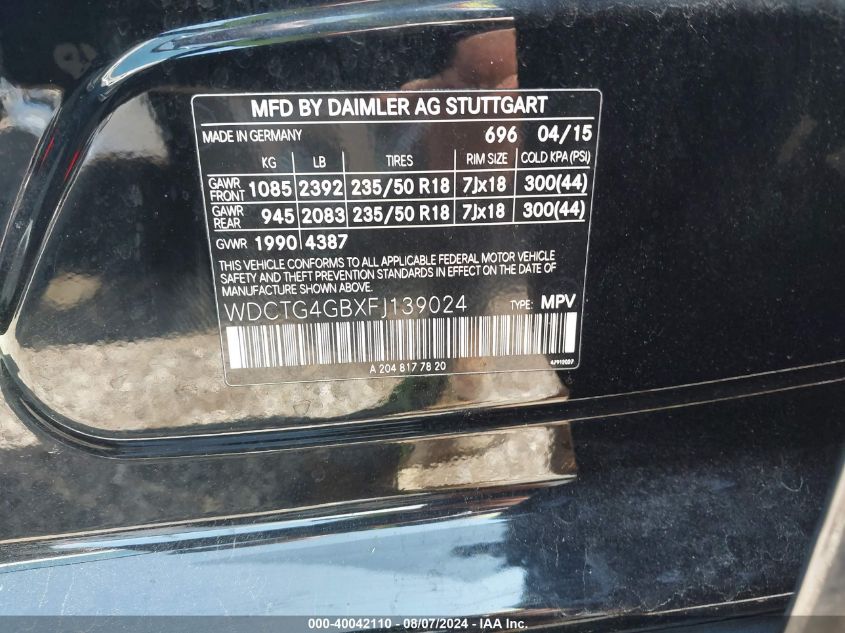 MFD BY DAIMLER AG STUTTGART
MADE IN GERMANY 696 04/15
KG LB TIRES RIM SIZE COLD KPA (PSI)
GAWR FRONT 1085 2392 235/50 R18 7Jx18 300(44)
GAWR REAR 945 2083 235/50 R18 7Jx18 300(44)
GVWR 1990 4387
THIS VEHICLE CONFORMS TO ALL APPLICABLE FEDERAL MOTOR VEHICLE
SAFETY AND THEFT PREVENTION STANDARDS IN EFFECT ON THE DATE OF
MANUFACTURE SHOWN ABOVE.
WDCTG4GBXFJ139024 TYPE: MPV
A 204 817 78 20
000-40042110 - 08/07/2024 - IAA Inc.